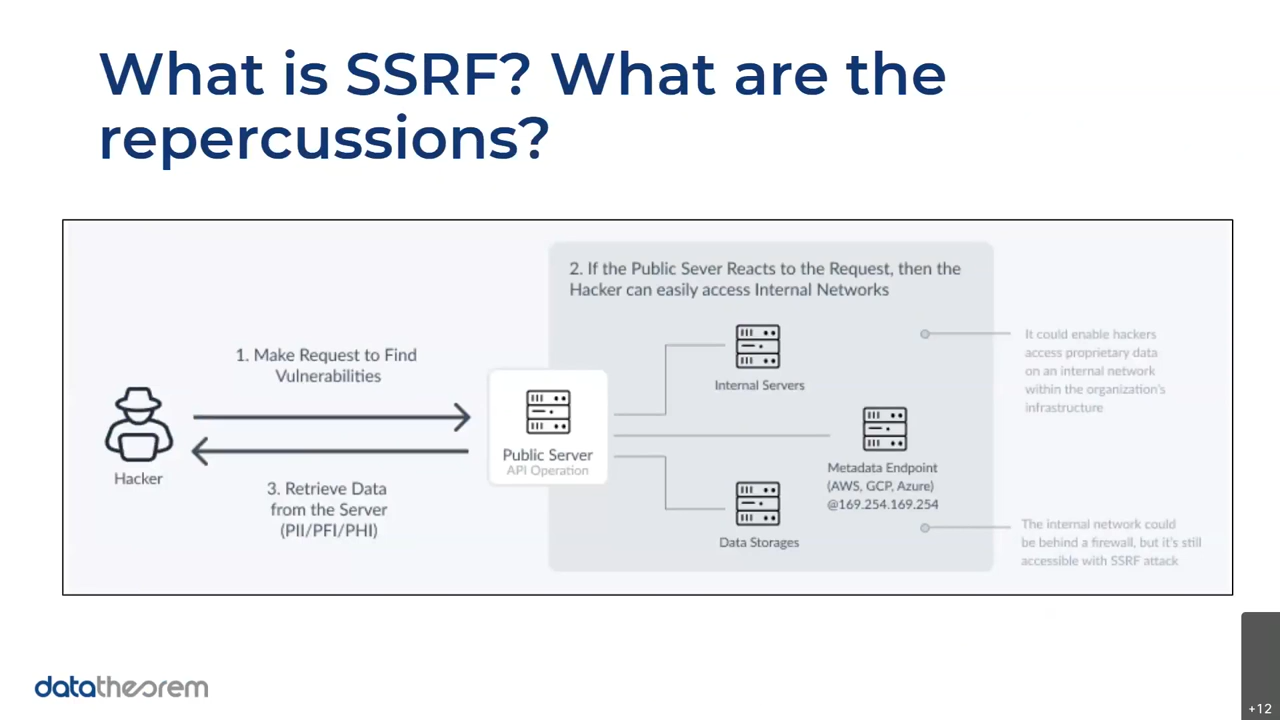 What is SSRF? What are the
repercussions?
2. If the Public Sever Reacts to the Request, then the
Hacker can easily access Internal Networks
1. Make Request to Find
Vulnerabilities
Hacker
3. Retrieve Data
from the Server
(PII/PFI/PHI)
Public Server
API Operation
Internal Servers
Metadata Endpoint
(AWS, GCP, Azure)
@169.254.169.254
Data Storages
It could enable hackers
access proprietary data
on an internal network
within the organization's
infrastructure
The internal network could
be behind a firewall, but it's still
accessible with SSRF attack
datatheorem
+12